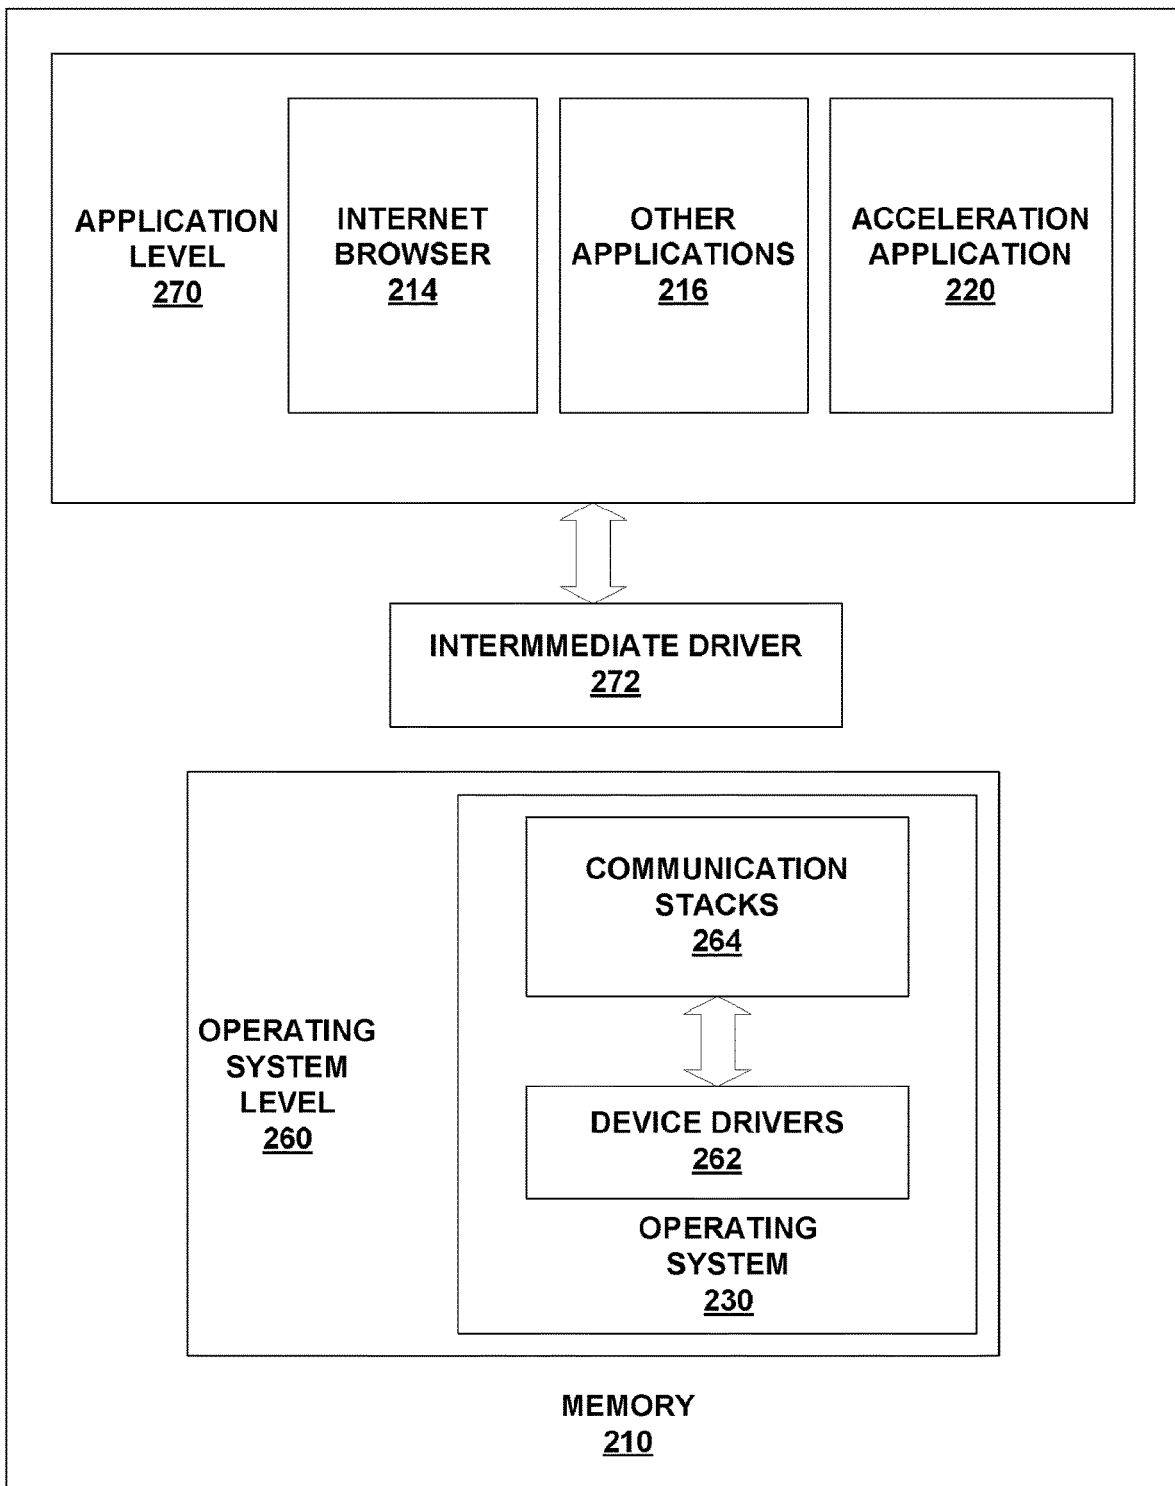 APPLICATION
LEVEL
270
INTERNET
BROWSER
214
OTHER
APPLICATIONS
216
ACCELERATION
APPLICATION
220
INTERMMEDIATE DRIVER
272
COMMUNICATION
STACKS
264
OPERATING
SYSTEM
LEVEL
260
DEVICE DRIVERS
262
OPERATING
SYSTEM
230
MEMORY
210